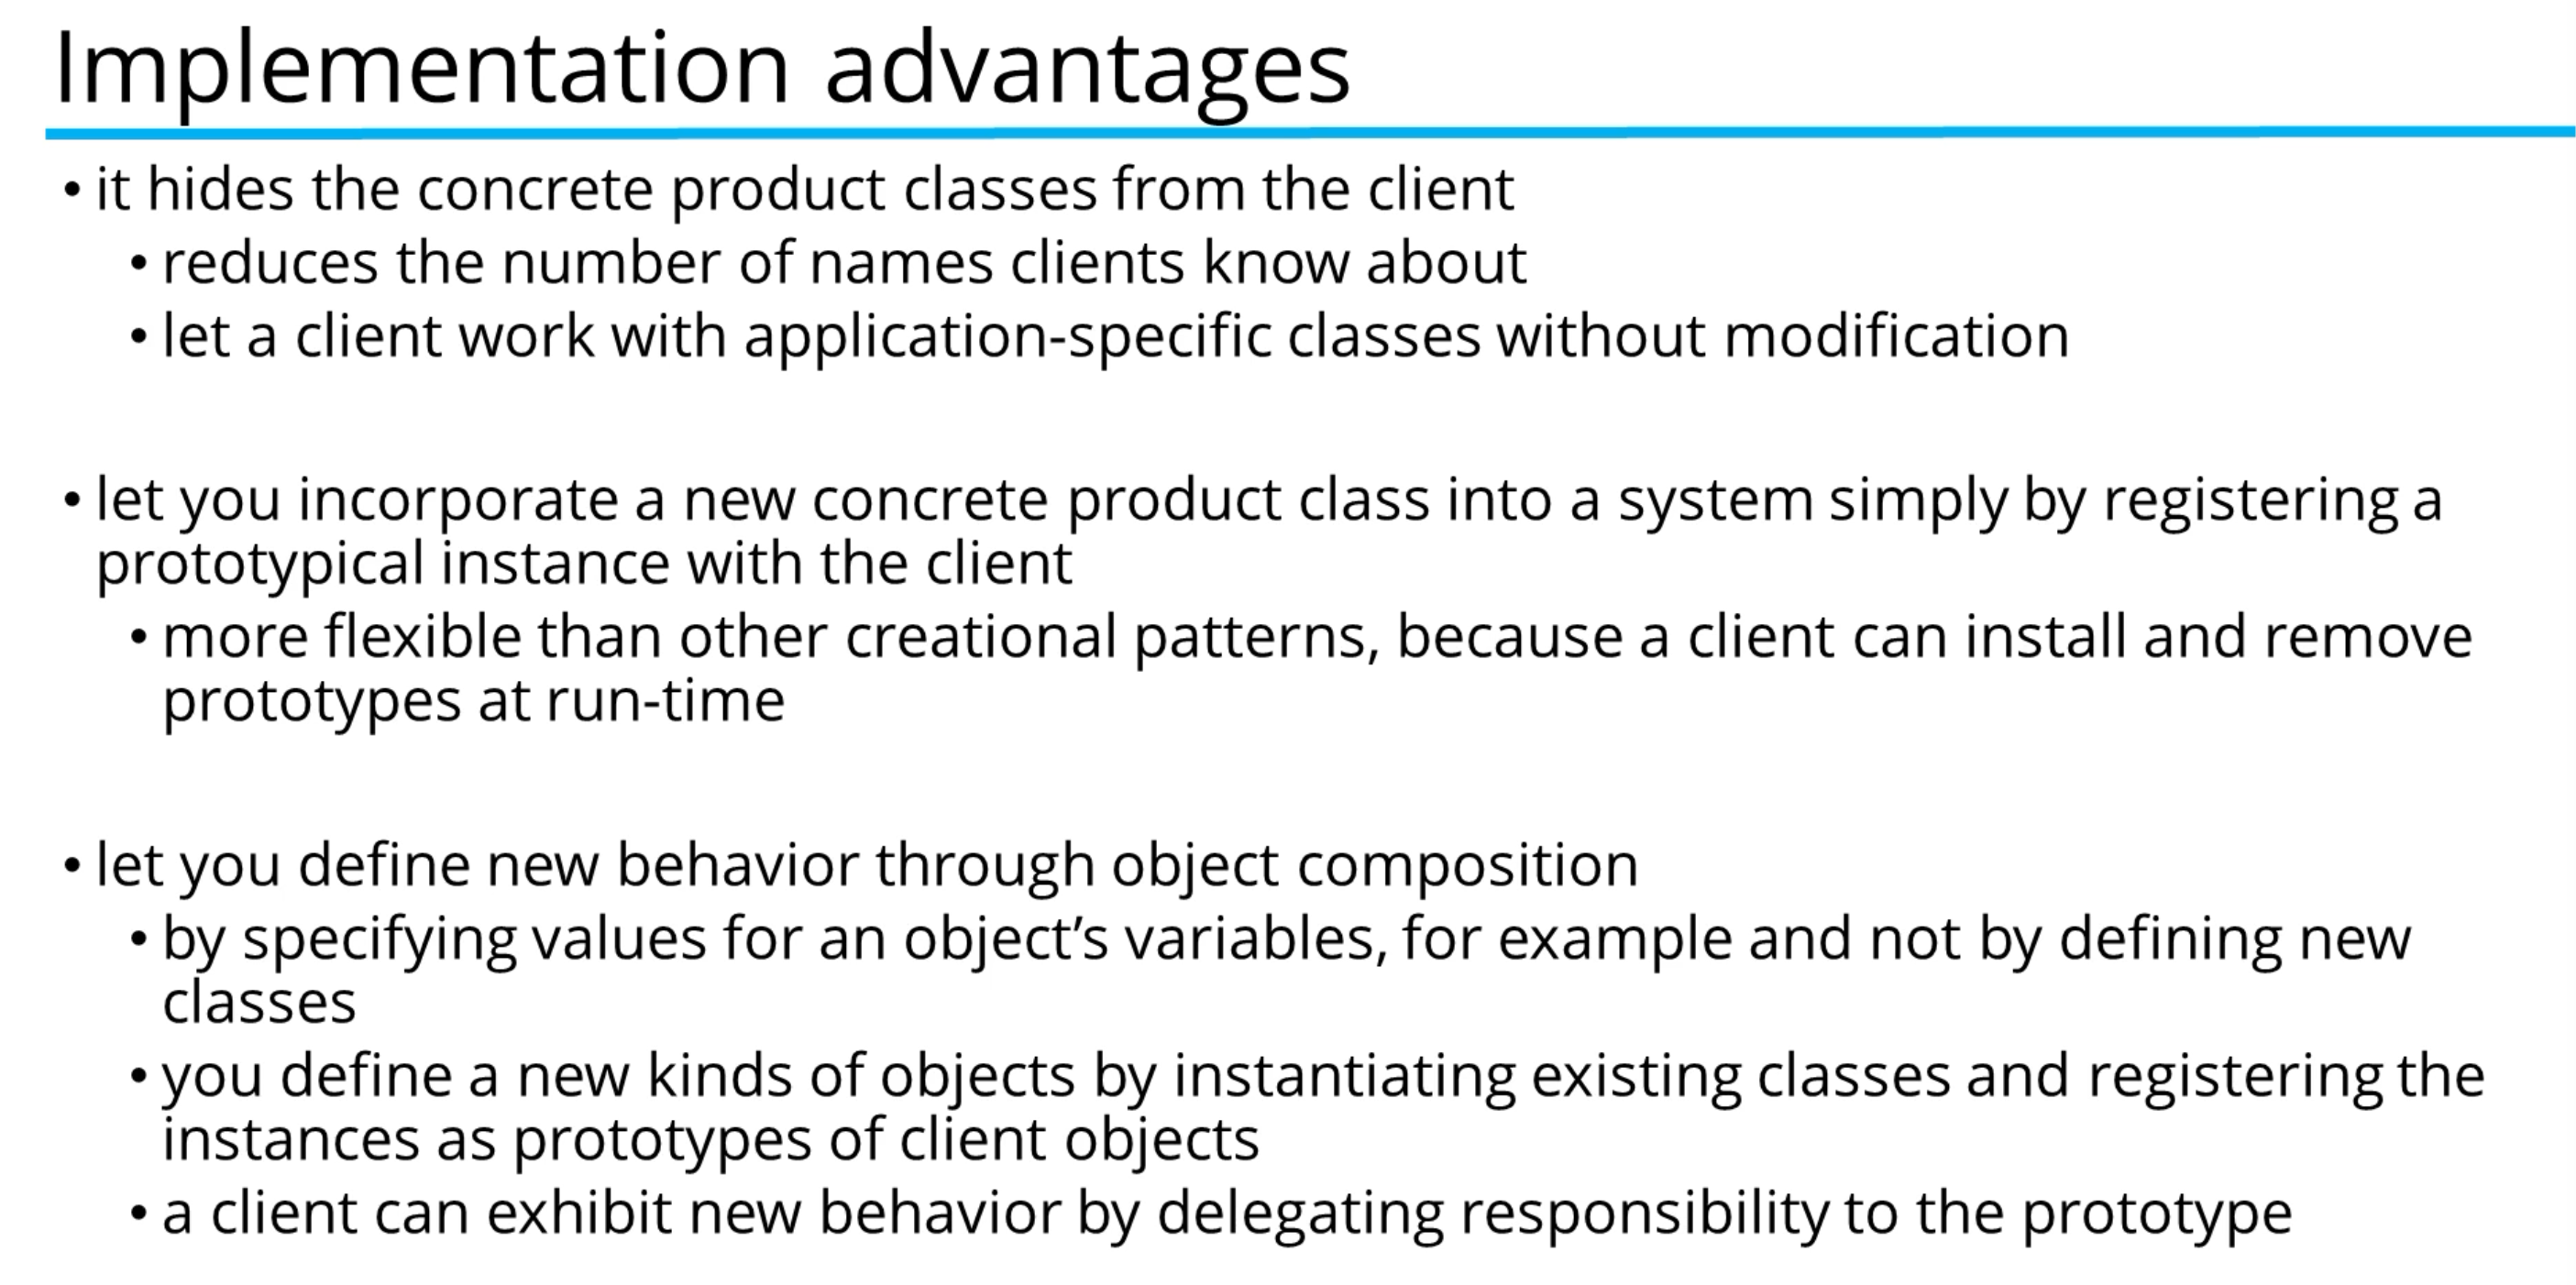 Implementation advantages
• it hides the concrete product classes from the client
• reduces the number of names clients know about
• let a client work with application-specific classes without modification
• let you incorporate a new concrete product class into a system simply by registering a
prototypical instance with the client
• more flexible than other creational patterns, because a client can install and remove
prototypes at run-time
• let you define new behavior through object composition
• by specifying values for an object’s variables, for example and not by defining new
classes
• you define a new kinds of objects by instantiating existing classes and registering the
instances as prototypes of client objects
• a client can exhibit new behavior by delegating responsibility to the prototype